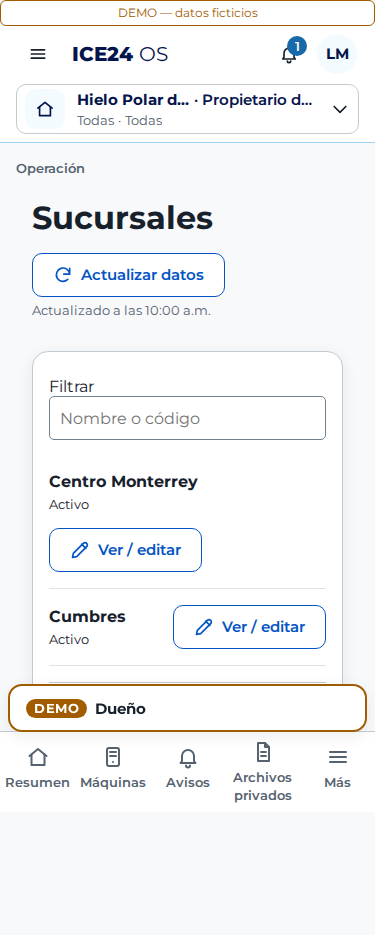 DEMO — datos ficticios
ICE24 OS
1
LM
Hielo Polar d... · Propietario d...
Todas · Todas
Operación
Sucursales
Actualizar datos
Actualizado a las 10:00 a.m.
Filtrar
Nombre o código
Centro Monterrey
Activo
Ver / editar
Cumbres
Activo
Ver / editar
DEMO Dueño
Resumen
Máquinas
Avisos
Archivos
privados
Más